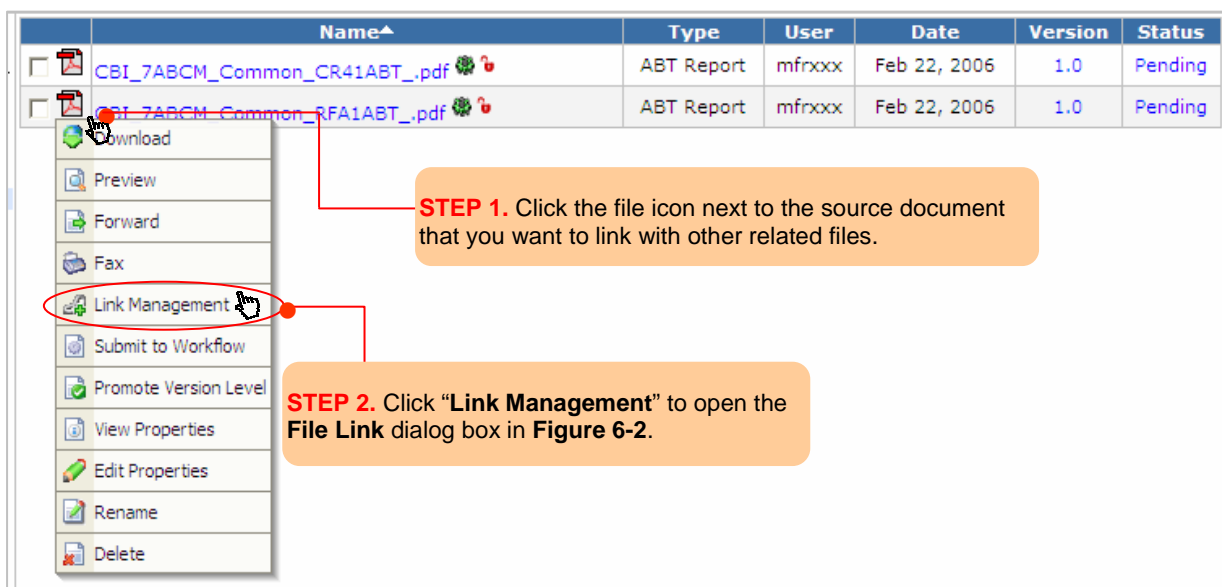 Name Type User Date Version Status
CBI_7ABCM_Common_CR41ABT_.pdf ABT Report mfrxxx Feb 22, 2006 1.0 Pending
CBI_7ABCM_Common_RFA1ABT_.pdf ABT Report mfrxxx Feb 22, 2006 1.0 Pending
Download
Preview
Forward
Fax
Link Management
Submit to Workflow
Promote Version Level
View Properties
Edit Properties
Rename
Delete
STEP 1. Click the file icon next to the source document
that you want to link with other related files.
STEP 2. Click “Link Management” to open the
File Link dialog box in Figure 6-2.